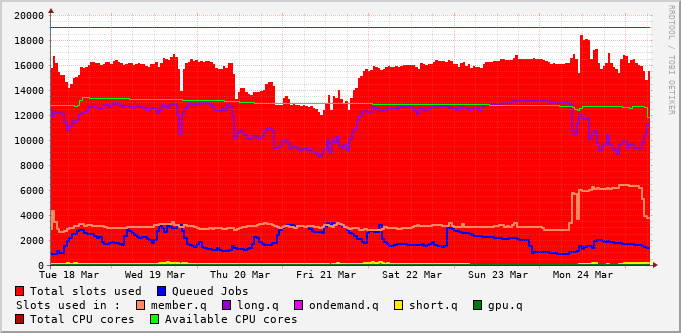 20000
18000
16000
14000
12000
10000
8000
6000
4000
2000
0
Tue 18 Mar Wed 19 Mar Thu 20 Mar Fri 21 Mar Sat 22 Mar Sun 23 Mar Mon 24 Mar
RRDTOOL / TOBI OETIKER
Total slots used Queued Jobs
Slots used in : member.q long.q ondemand.q short.q gpu.q
Total CPU cores Available CPU cores